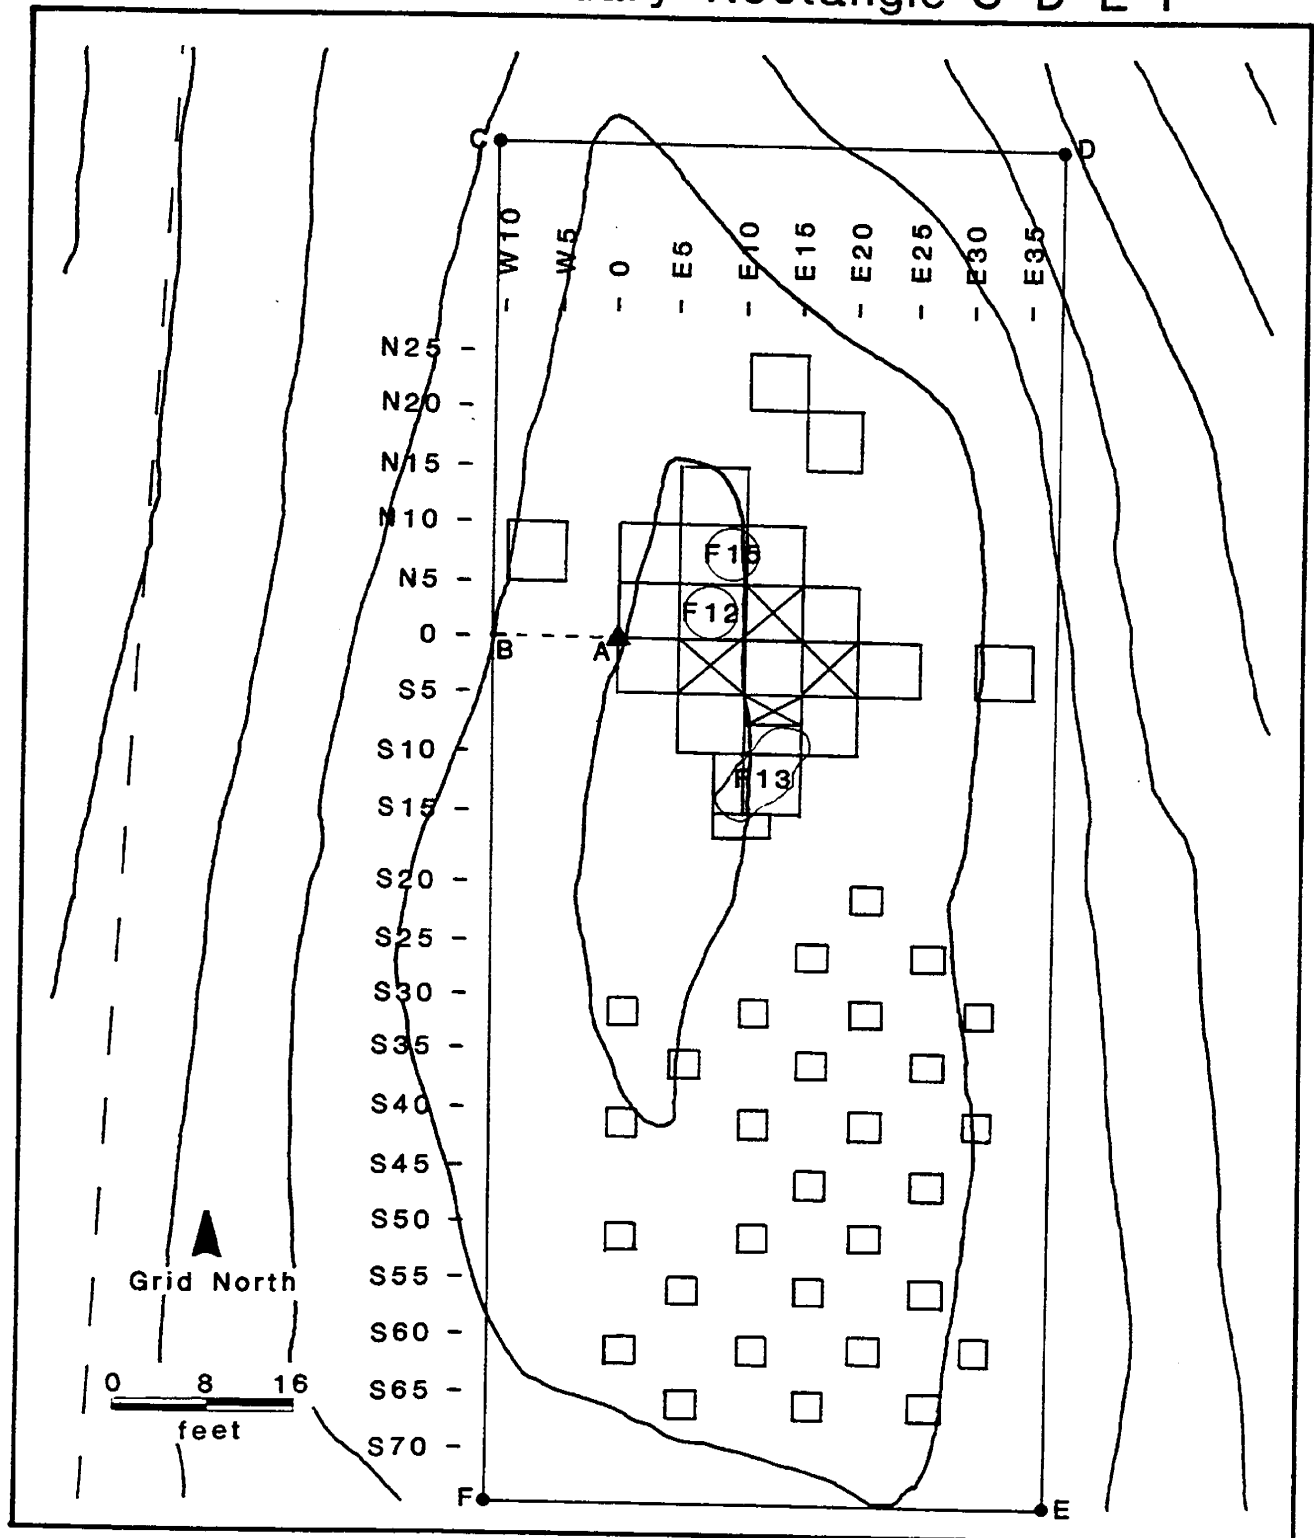 Rectangle C D E F
C
D
- W10
- W5
- 0
- E5
- E10
- E15
- E20
- E25
- E30
- E35
N25 -
N20 -
N15 -
N10 -
F15
N5 -
F12
0 -
B
A
S5 -
S10 -
F13
S15 -
S20 -
S25 -
S30 -
S35 -
S40 -
S45 -
S50 -
Grid North
S55 -
S60 -
0 8 16
feet
S65 -
S70 -
F
E